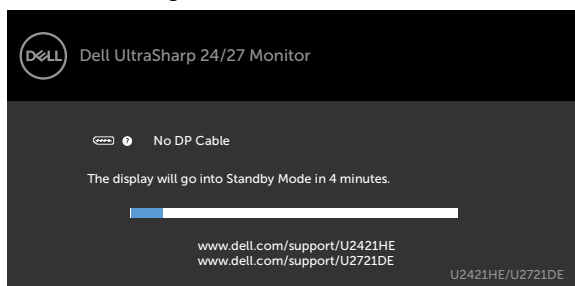 DELL
Dell UltraSharp 24/27 Monitor
? No DP Cable
The display will go into Standby Mode in 4 minutes.
www.dell.com/support/U2421HE
www.dell.com/support/U2721DE
U2421HE/U2721DE